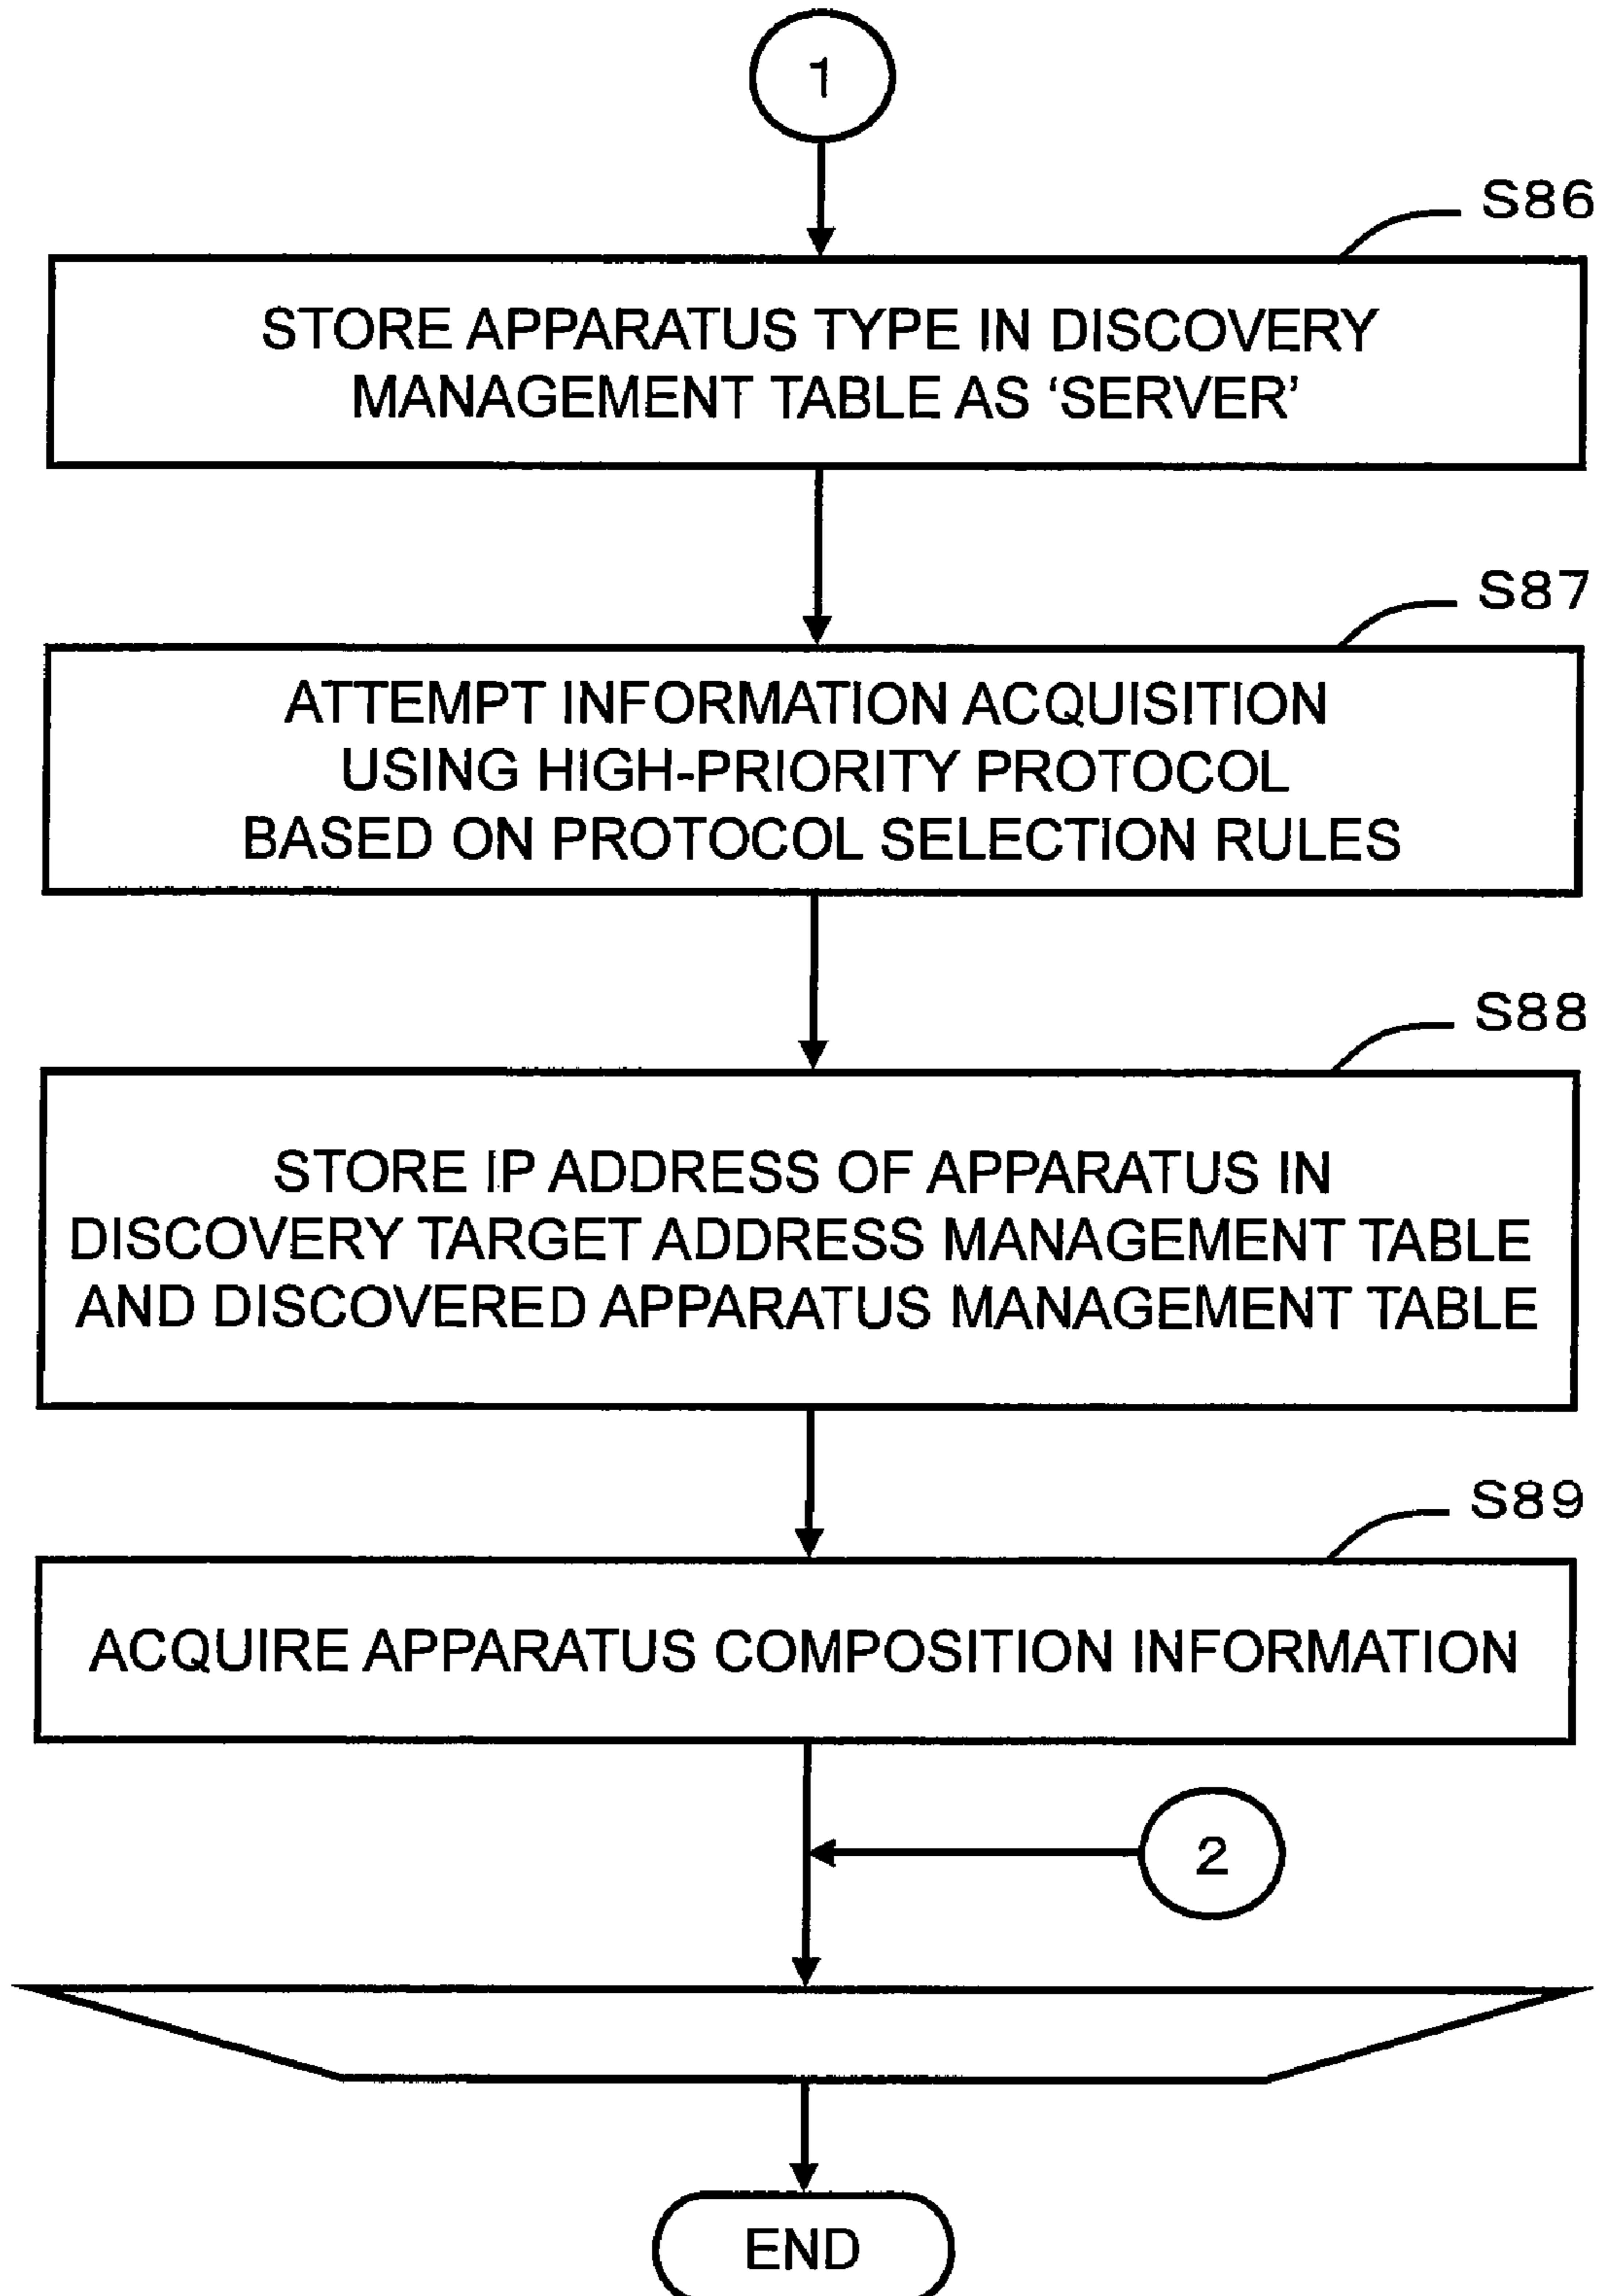 1
S86
STORE APPARATUS TYPE IN DISCOVERY
MANAGEMENT TABLE AS ‘SERVER’
S87
ATTEMPT INFORMATION ACQUISITION
USING HIGH-PRIORITY PROTOCOL
BASED ON PROTOCOL SELECTION RULES
S88
STORE IP ADDRESS OF APPARATUS IN
DISCOVERY TARGET ADDRESS MANAGEMENT TABLE
AND DISCOVERED APPARATUS MANAGEMENT TABLE
S89
ACQUIRE APPARATUS COMPOSITION INFORMATION
2
END